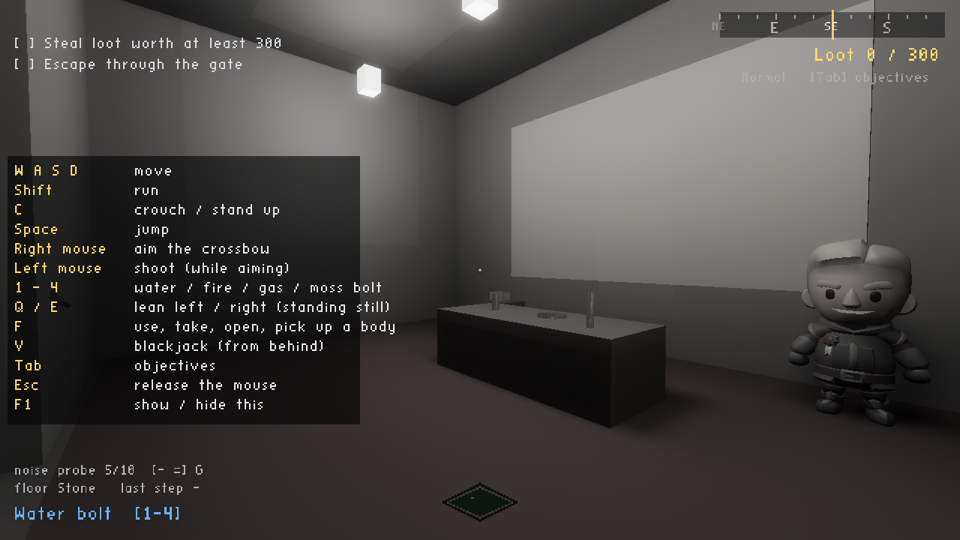 NE E SE S
[ ] Steal loot worth at least 300
[ ] Escape through the gate
Loot 0 / 300
Normal [Tab] objectives
W A S D move
Shift run
C crouch / stand up
Space jump
Right mouse aim the crossbow
Left mouse shoot (while aiming)
1 - 4 water / fire / gas / moss bolt
Q / E lean left / right (standing still)
F use, take, open, pick up a body
V blackjack (from behind)
Tab objectives
Esc release the mouse
F1 show / hide this
noise probe 5/10 [- =] G
floor Stone last step -
Water bolt [1-4]